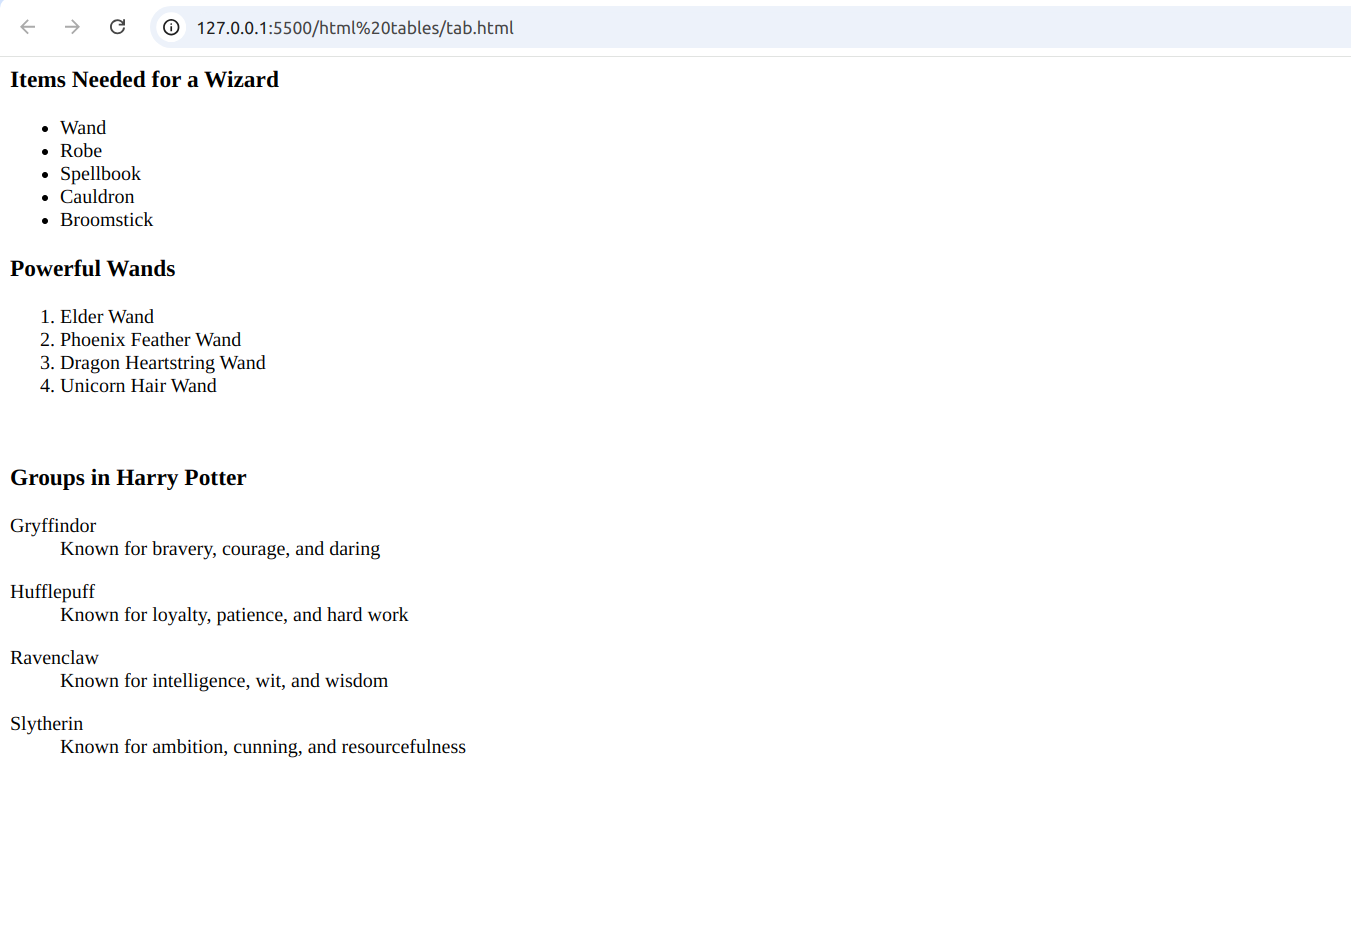 127.0.0.1:5500/html%20tables/tab.html
Items Needed for a Wizard
• Wand
• Robe
• Spellbook
• Cauldron
• Broomstick
Powerful Wands
1. Elder Wand
2. Phoenix Feather Wand
3. Dragon Heartstring Wand
4. Unicorn Hair Wand
Groups in Harry Potter
Gryffindor
Known for bravery, courage, and daring
Hufflepuff
Known for loyalty, patience, and hard work
Ravenclaw
Known for intelligence, wit, and wisdom
Slytherin
Known for ambition, cunning, and resourcefulness